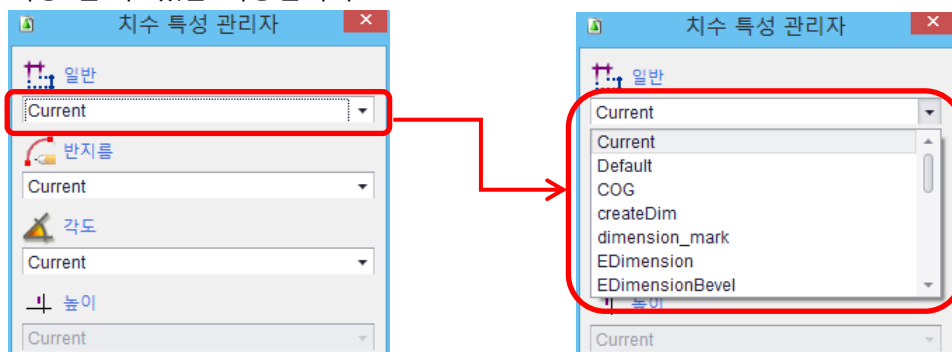 치수 특성 관리자
일반
Current
반지름
Current
각도
Current
높이
Current
치수 특성 관리자
일반
Current
Current
Default
COG
createDim
dimension_mark
EDimension
EDimensionBevel
높이
Current